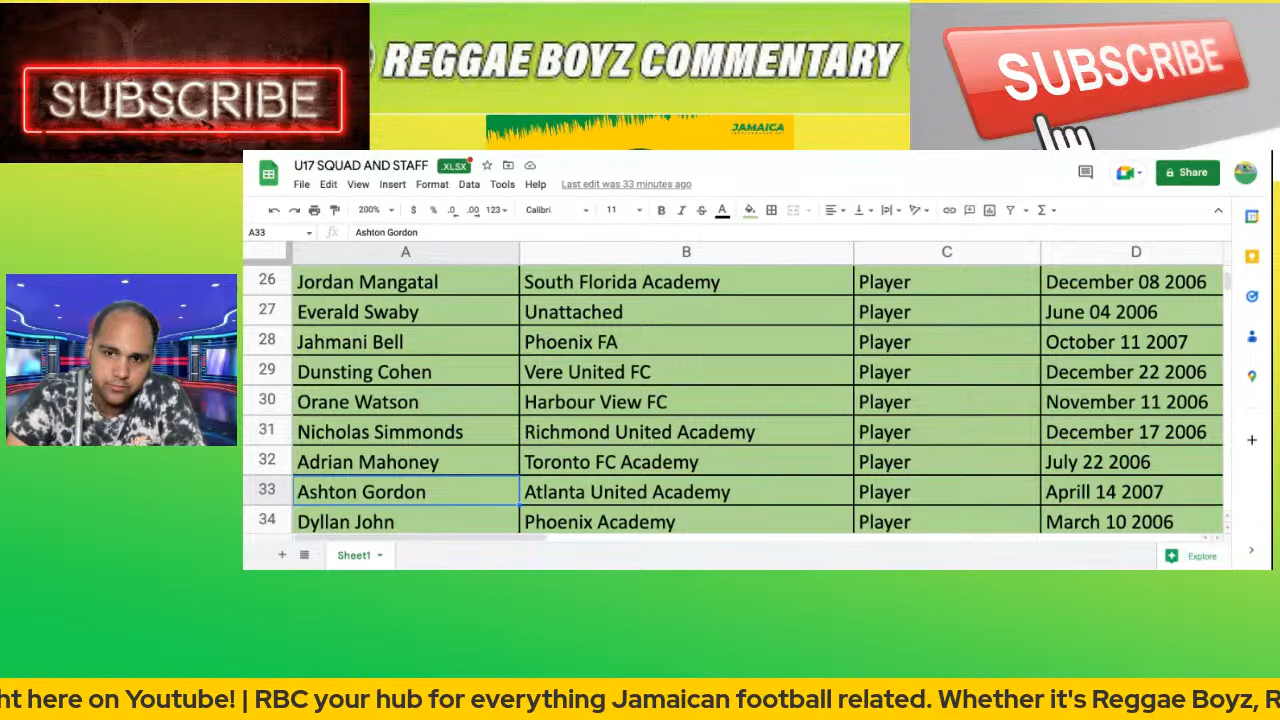 SUBSCRIBE
REGGAE BOYZ COMMENTARY
SUBSCRIBE
JAMAICA
U17 SQUAD AND STAFF .XLSX
File Edit View Insert Format Data Tools Help Last edit was 33 minutes ago
Share
200% $ % .0 .00 123 Calibri 11 B I S A
A33 fx Ashton Gordon
A B C D
26 Jordan Mangatal South Florida Academy Player December 08 2006
27 Everald Swaby Unattached Player June 04 2006
28 Jahmani Bell Phoenix FA Player October 11 2007
29 Dunsting Cohen Vere United FC Player December 22 2006
30 Orane Watson Harbour View FC Player November 11 2006
31 Nicholas Simmonds Richmond United Academy Player December 17 2006
32 Adrian Mahoney Toronto FC Academy Player July 22 2006
33 Ashton Gordon Atlanta United Academy Player Aprill 14 2007
34 Dyllan John Phoenix Academy Player March 10 2006
Sheet1
Explore
ht here on Youtube! | RBC your hub for everything Jamaican football related. Whether it's Reggae Boyz, R